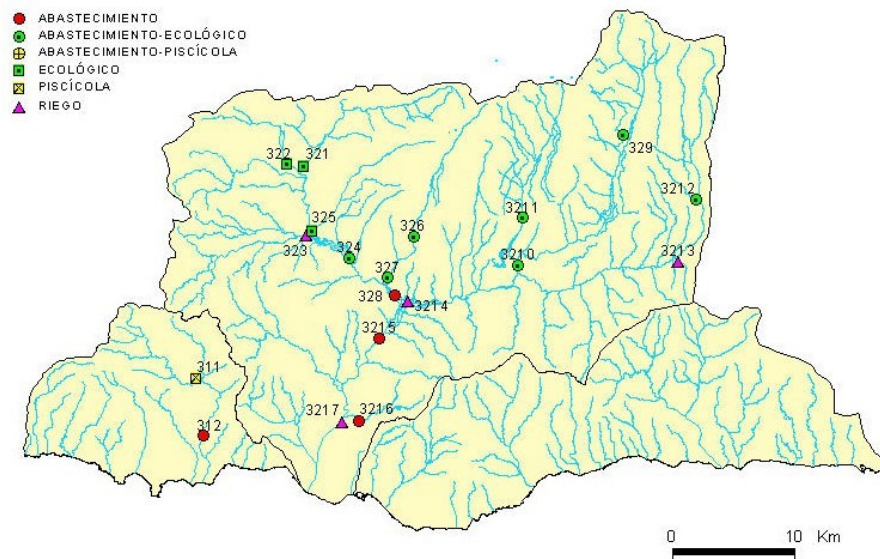 ABASTECIMIENTO
ABASTECIMIENTO-ECOLÓGICO
ABASTECIMIENTO-PISCÍCOLA
ECOLÓGICO
PISCÍCOLA
RIEGO
329
322 321
3212
3211
325
326
323
324
3210
3213
327
328
3214
3215
311
3217 3216
312
0 10 Km